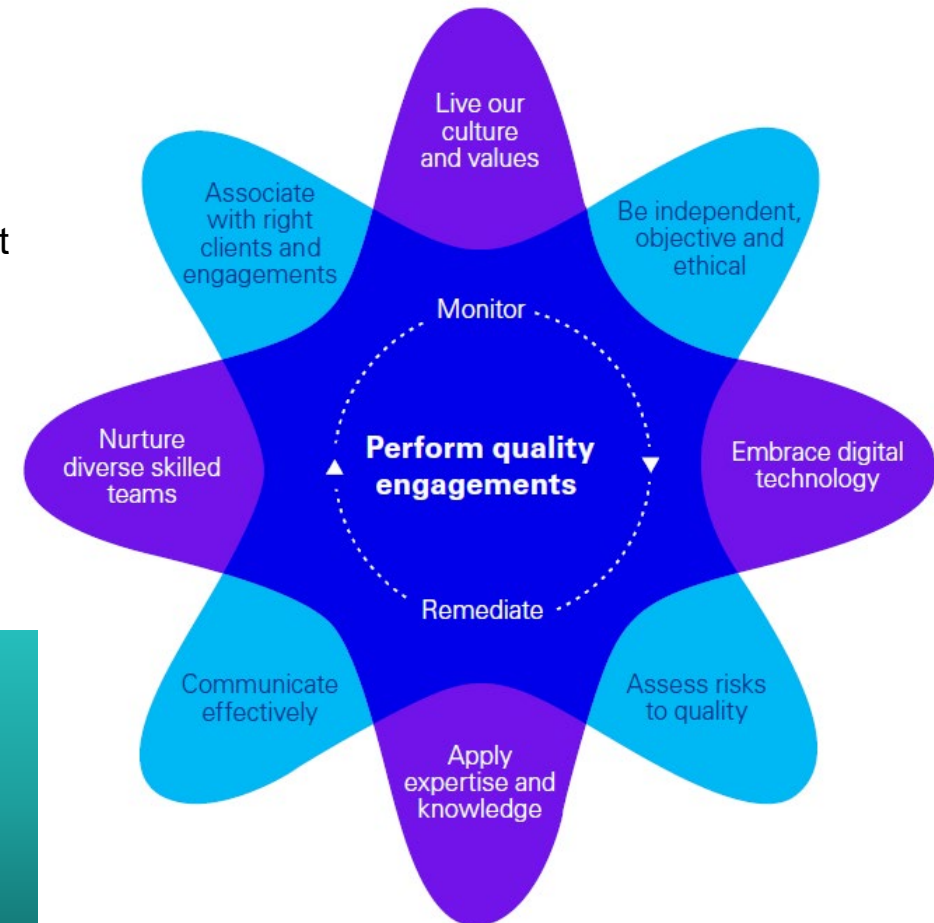 Live our
culture
and values
Associate
with right
clients and
engagements
Be independent,
objective and
ethical
t
Monitor
Nurture
diverse skilled
teams
Perform quality
engagements
Embrace digital
technology
Remediate
Communicate
effectively
Assess risks
to quality
Apply
expertise and
knowledge